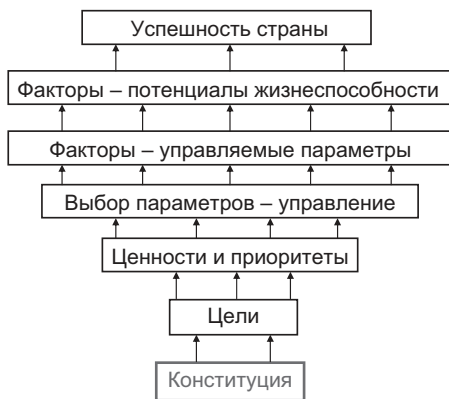 Успешность страны
Факторы – потенциалы жизнеспособности
Факторы – управляемые параметры
Выбор параметров – управление
Ценности и приоритеты
Цели
Конституция